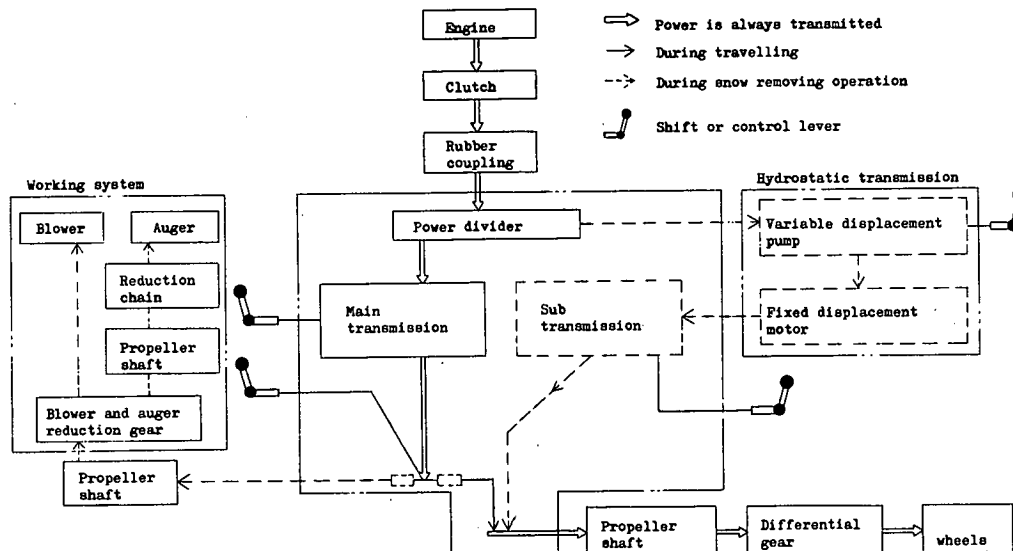 Engine
Power is always transmitted
During travelling
Clutch
During snow removing operation
Shift or control lever
Rubber
coupling
Working system
Hydrostatic transmission
Blower
Auger
Power divider
Variable displacement
pump
Reduction
chain
Main
transmission
Sub
transmission
Fixed displacement
motor
Propeller
shaft
Blower and auger
reduction gear
Propeller
shaft
Propeller
shaft
Differential
gear
wheels